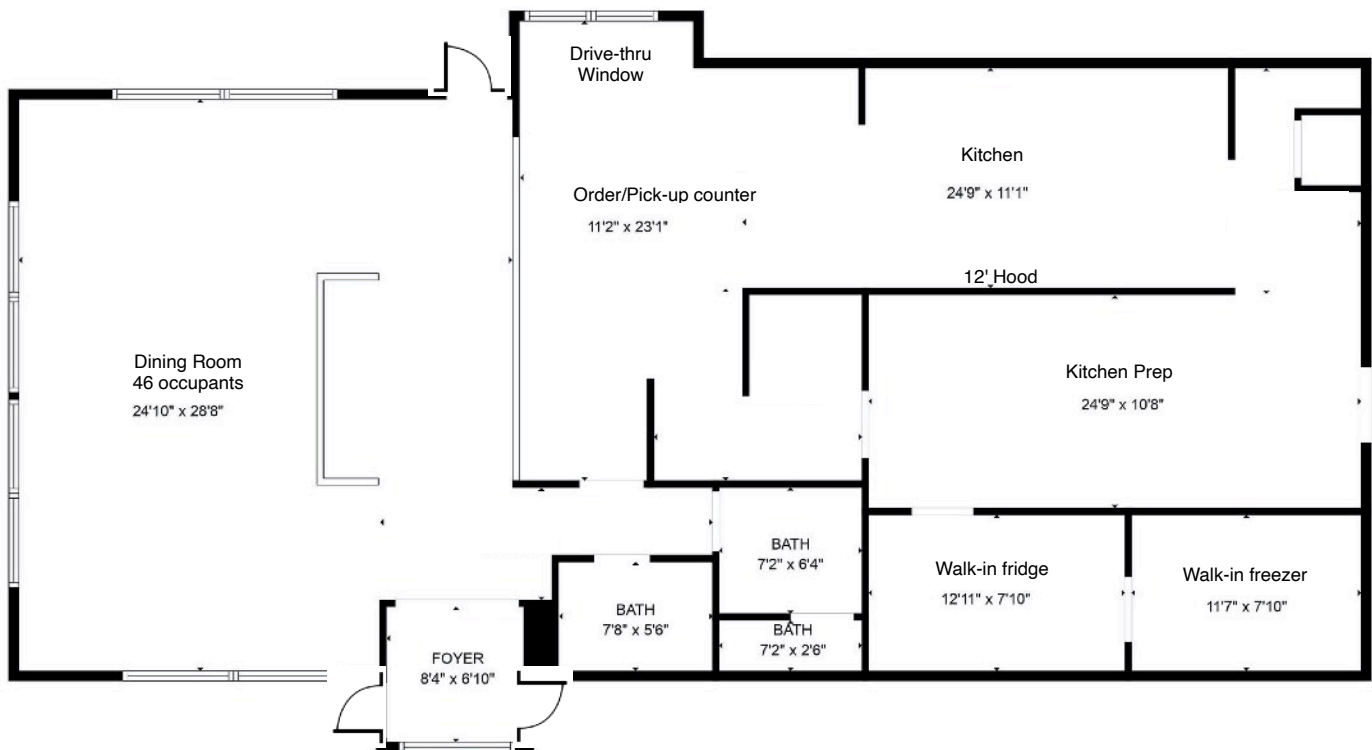 Drive-thru
Window
Kitchen
24'9" x 11'1"
Order/Pick-up counter
11'2" x 23'1"
12' Hood
Dining Room
46 occupants
24'10" x 28'8"
Kitchen Prep
24'9" x 10'8"
BATH
7'2" x 6'4"
Walk-in fridge
12'11" x 7'10"
Walk-in freezer
11'7" x 7'10"
BATH
7'8" x 5'6"
BATH
7'2" x 2'6"
FOYER
8'4" x 6'10"